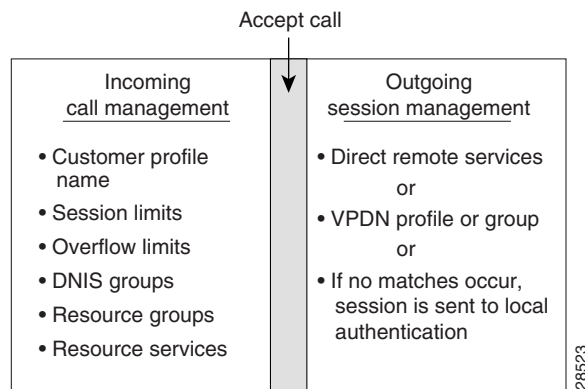 Accept call
Incoming
call management
• Customer profile
name
• Session limits
• Overflow limits
• DNIS groups
• Resource groups
• Resource services
Outgoing
session management
• Direct remote services
or
• VPDN profile or group
or
• If no matches occur,
session is sent to local
authentication
28523